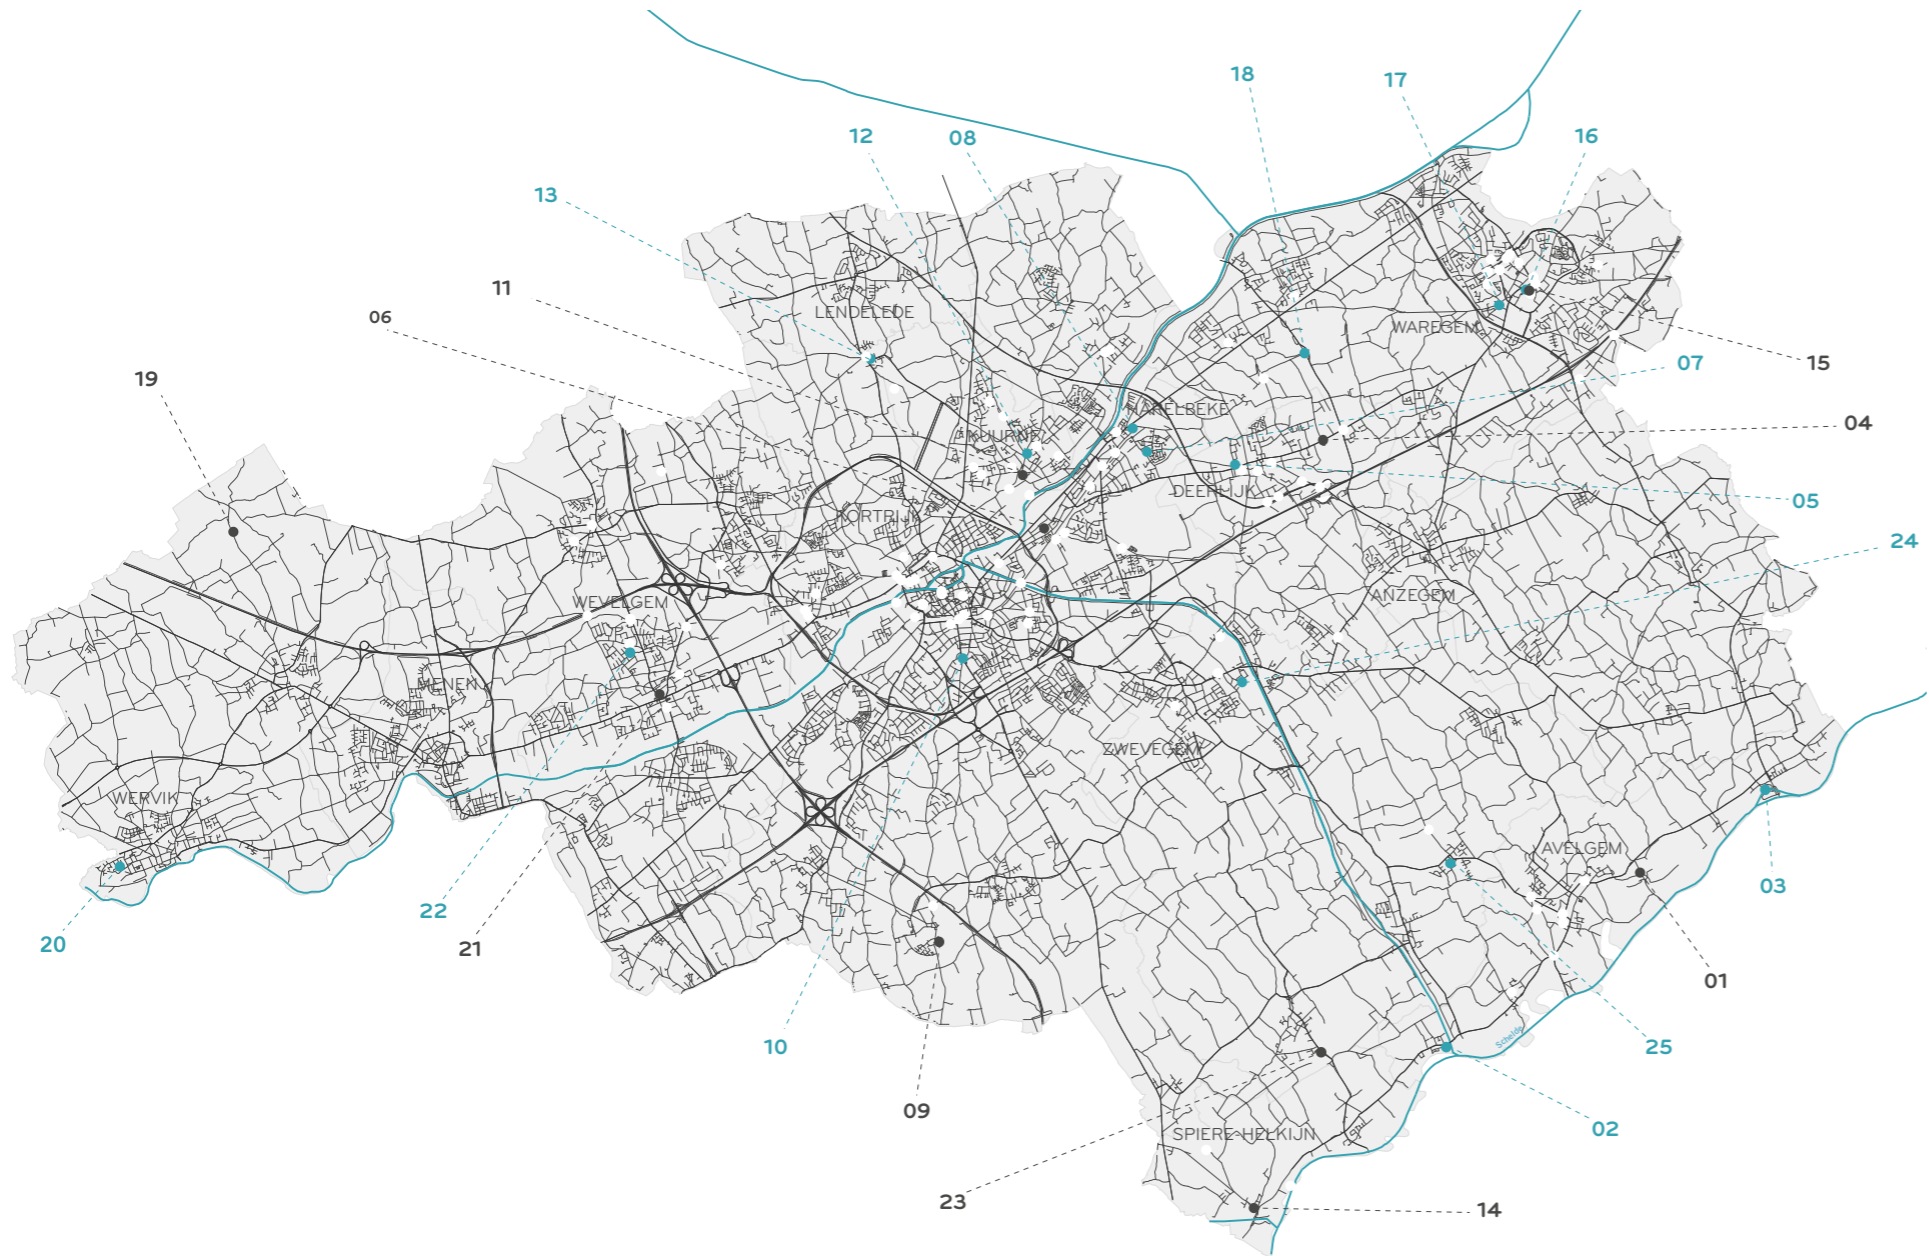 18
17
12
08
16
13
11
LENDELEDE
06
WAREGEM
15
07
19
HARELBEKE
04
KUURNE
DEERLIJK
05
KORTRIJK
24
WEVELGEM
ANZEGEM
MENEN
ZWEVEGEM
WERVIK
AVELGEM
03
22
20
21
01
Schelde
10
25
09
02
SPIERE-HELKIJN
23
14